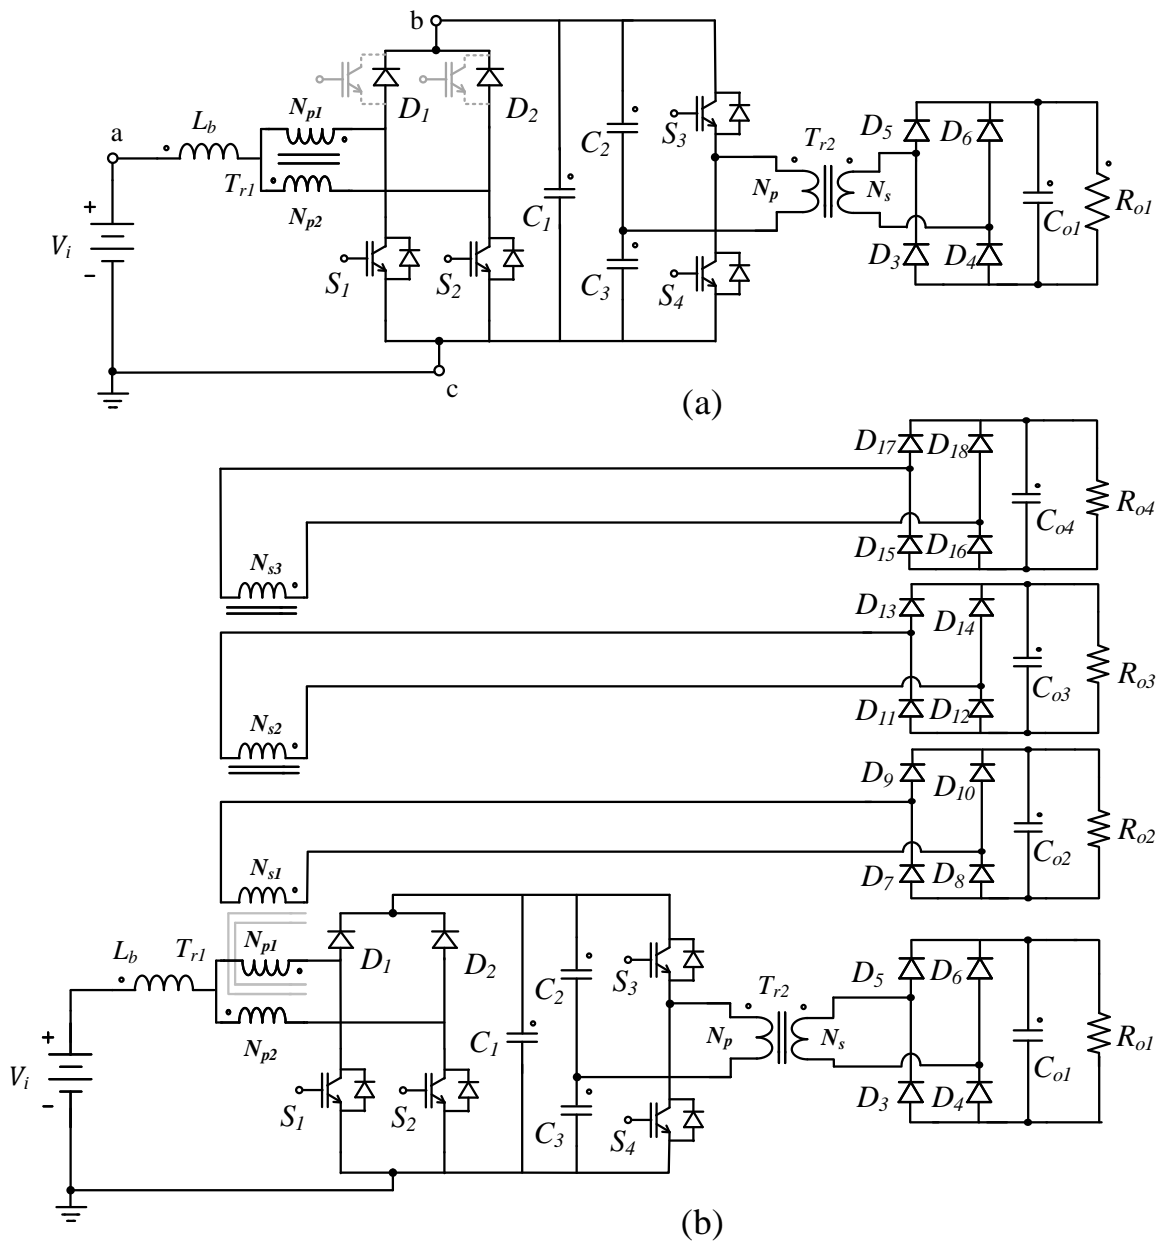 b
a
L_b
N_p1
D_1
D_2
T_r1
N_p2
V_i
+
−
S_1
S_2
C_1
C_2
C_3
S_3
S_4
N_p
T_r2
N_s
D_5
D_6
D_3
D_4
C_o1
R_o1
c
(a)
D_17
D_18
D_15
D_16
C_o4
R_o4
N_s3
D_13
D_14
D_11
D_12
C_o3
R_o3
N_s2
D_9
D_10
D_7
D_8
C_o2
R_o2
N_s1
L_b
T_r1
N_p1
N_p2
D_1
D_2
V_i
+
−
S_1
S_2
C_1
C_2
C_3
S_3
S_4
N_p
T_r2
N_s
D_5
D_6
D_3
D_4
C_o1
R_o1
(b)